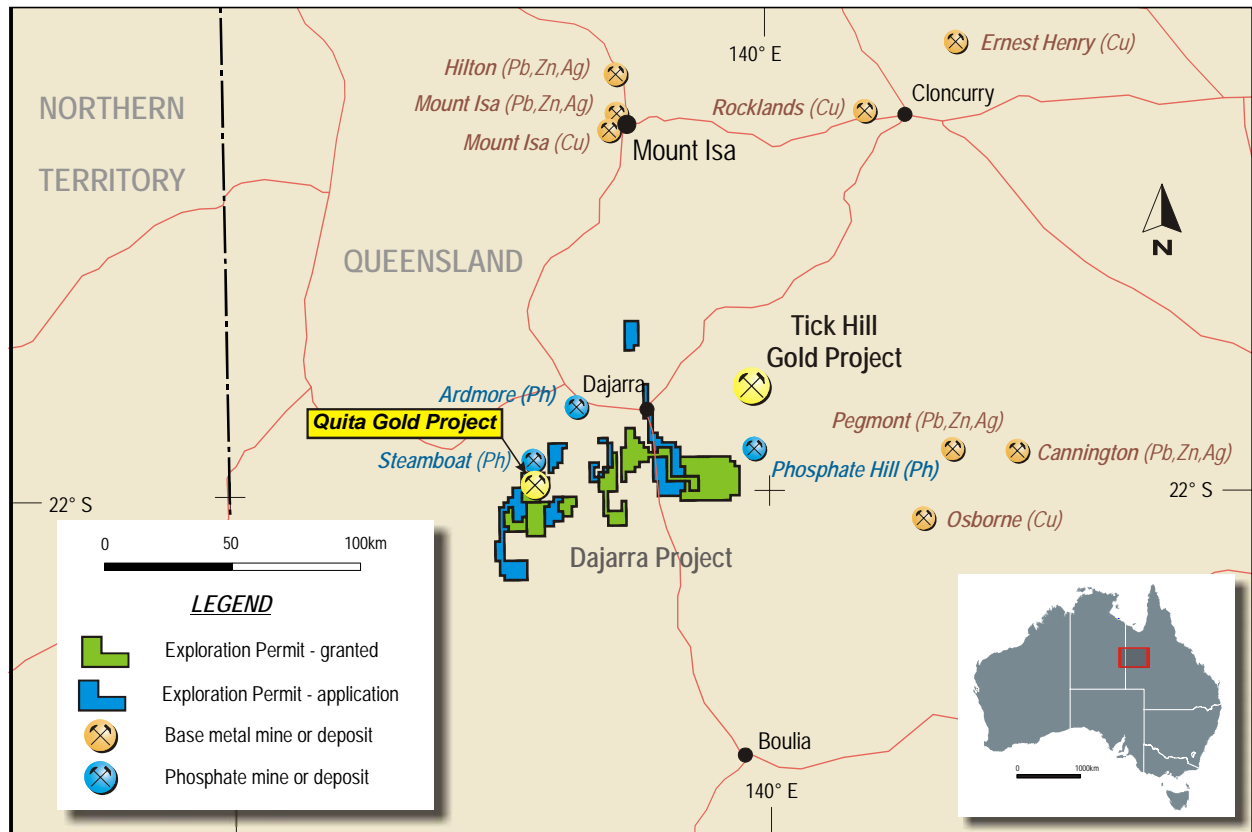 140° E
Ernest Henry (Cu)
Hilton (Pb,Zn,Ag)
NORTHERN
TERRITORY
Mount Isa (Pb,Zn,Ag)
Rocklands (Cu)
Cloncurry
Mount Isa (Cu)
Mount Isa
N
QUEENSLAND
Tick Hill
Gold Project
Ardmore (Ph)
Dajarra
Quita Gold Project
Pegmont (Pb,Zn,Ag)
Steamboat (Ph)
Phosphate Hill (Ph)
Cannington (Pb,Zn,Ag)
22° S
22° S
Osborne (Cu)
Dajarra Project
0 50 100km
LEGEND
Exploration Permit - granted
Exploration Permit - application
Base metal mine or deposit
Phosphate mine or deposit
Boulia
140° E
0 1000km